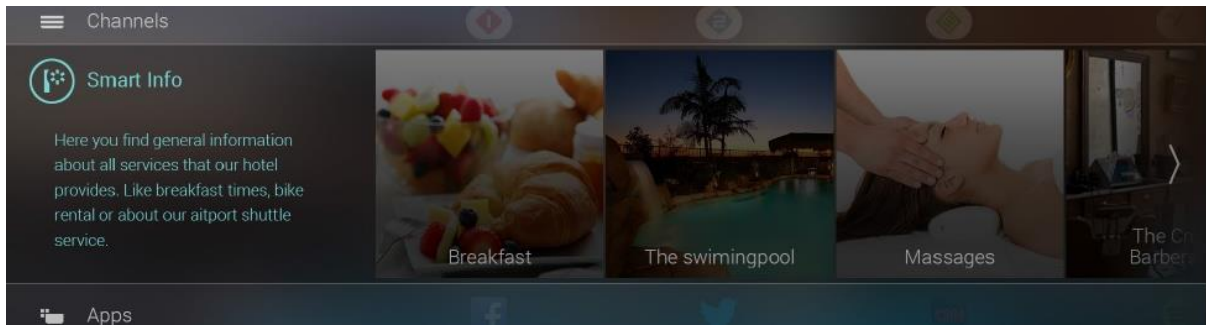 Channels
Smart Info
Here you find general information
about all services that our hotel
provides. Like breakfast times, bike
rental or about our aitport shuttle
service.
Breakfast
The swimingpool
Massages
The
Apps